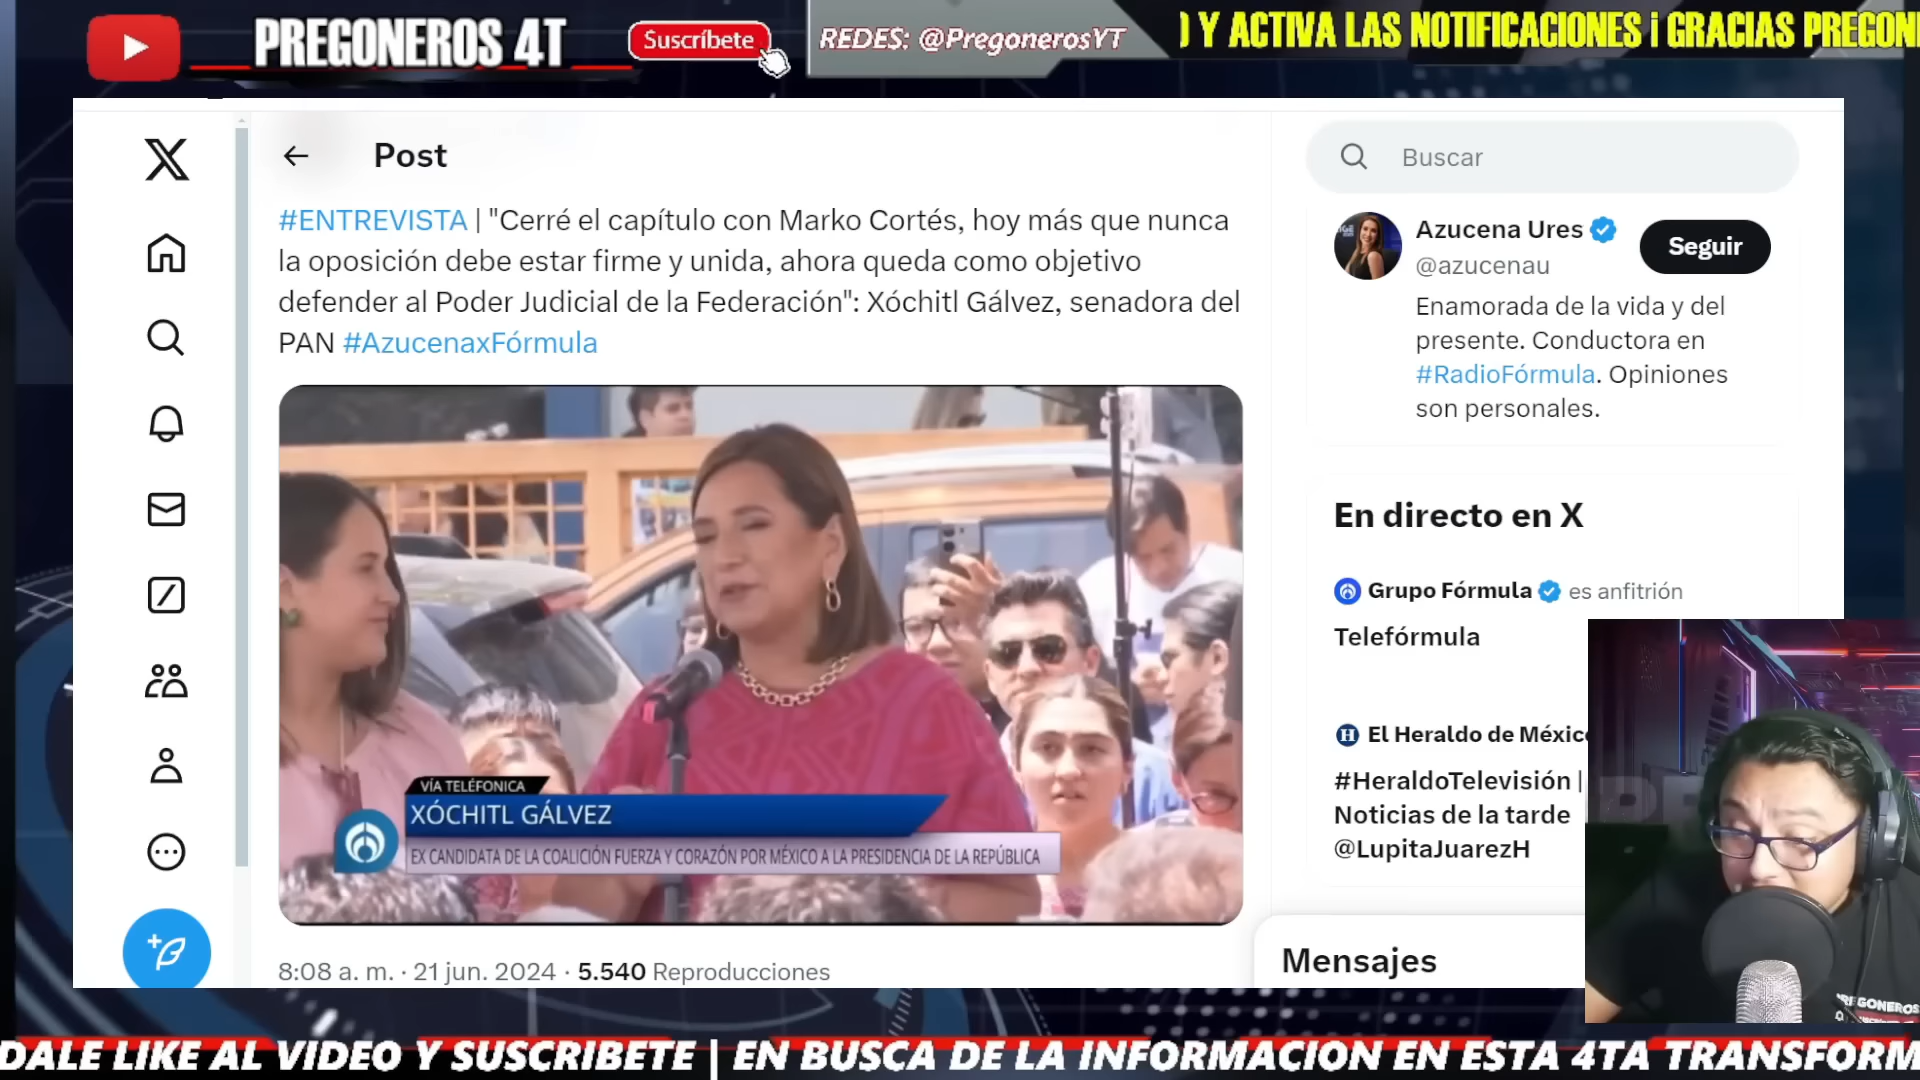 PREGONEROS 4T
Suscríbete
REDES: @PregonerosYT
Y ACTIVA LAS NOTIFICACIONES ¡ GRACIAS PREGON
Post
Buscar
#ENTREVISTA | "Cerré el capítulo con Marko Cortés, hoy más que nunca
la oposición debe estar firme y unida, ahora queda como objetivo
defender al Poder Judicial de la Federación": Xóchitl Gálvez, senadora del
PAN #AzucenaxFórmula
Azucena Ures
@azucenau
Seguir
Enamorada de la vida y del
presente. Conductora en
#RadioFórmula. Opiniones
son personales.
En directo en X
Grupo Fórmula es anfitrión
Telefórmula
El Heraldo de México
#HeraldoTelevisión |
Noticias de la tarde
@LupitaJuarezH
VÍA TELÉFONICA
XÓCHITL GÁLVEZ
EX CANDIDATA DE LA COALICIÓN FUERZA Y CORAZÓN POR MÉXICO A LA PRESIDENCIA DE LA REPÚBLICA
8:08 a. m. · 21 jun. 2024 · 5.540 Reproducciones
Mensajes
PREGONEROS
DALE LIKE AL VIDEO Y SUSCRIBETE | EN BUSCA DE LA INFORMACION EN ESTA 4TA TRANSFORM